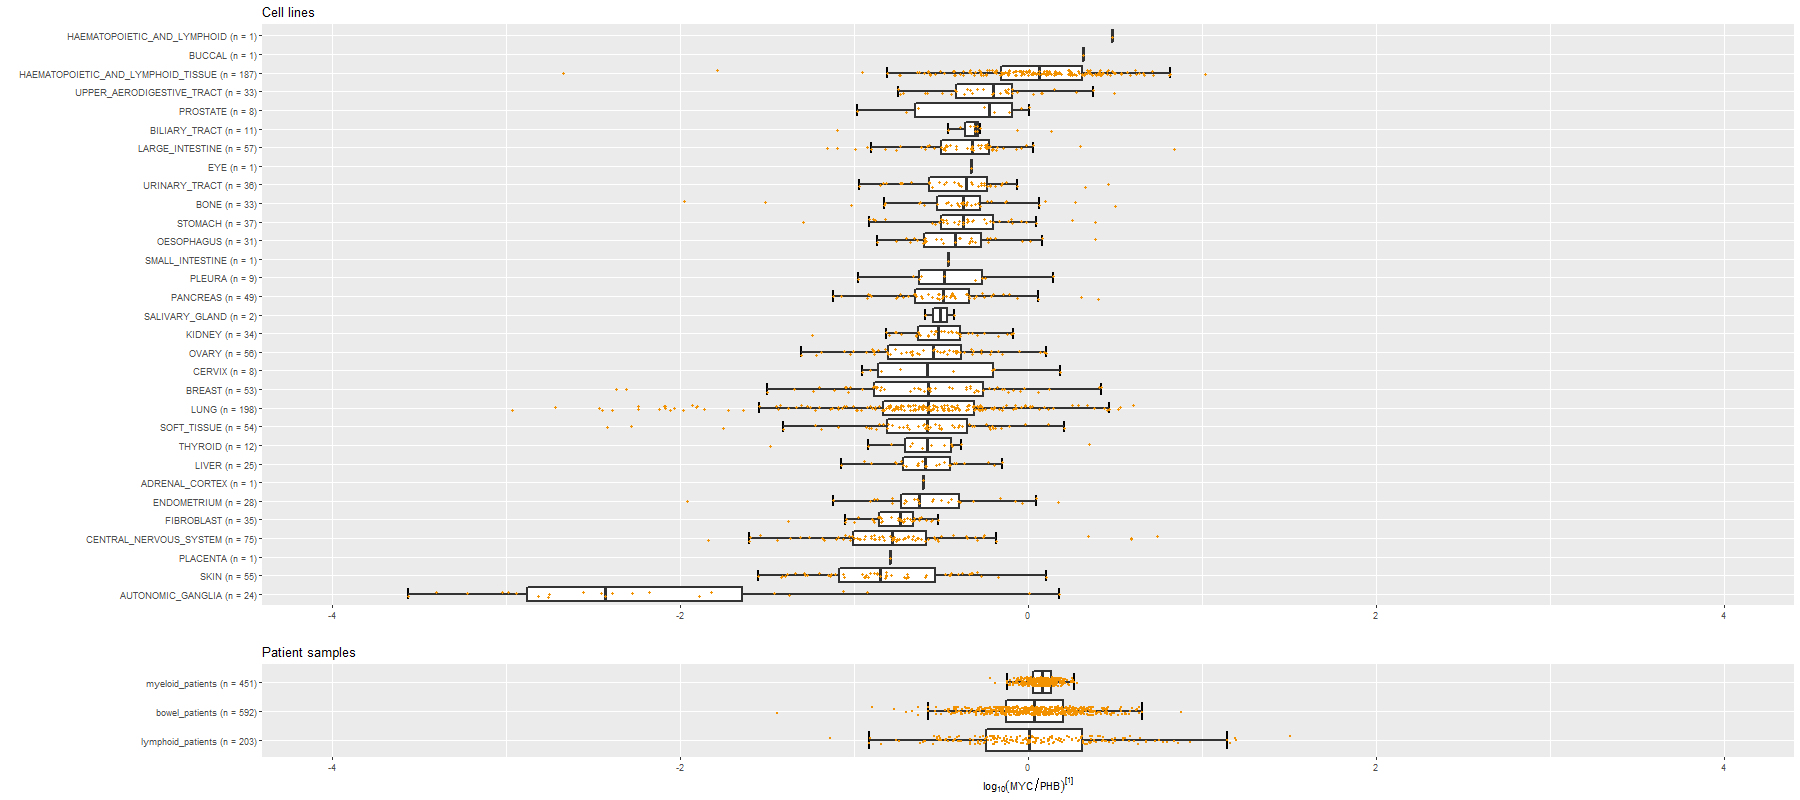 Cell lines
HAEMATOPOIETIC_AND_LYMPHOID (n = 1)
BUCCAL (n = 1)
HAEMATOPOIETIC_AND_LYMPHOID_TISSUE (n = 187)
UPPER_AERODIGESTIVE_TRACT (n = 33)
PROSTATE (n = 8)
BILIARY_TRACT (n = 11)
LARGE_INTESTINE (n = 57)
EYE (n = 1)
URINARY_TRACT (n = 36)
BONE (n = 33)
STOMACH (n = 37)
OESOPHAGUS (n = 31)
SMALL_INTESTINE (n = 1)
PLEURA (n = 9)
PANCREAS (n = 49)
SALIVARY_GLAND (n = 2)
KIDNEY (n = 34)
OVARY (n = 56)
CERVIX (n = 8)
BREAST (n = 53)
LUNG (n = 198)
SOFT_TISSUE (n = 54)
THYROID (n = 12)
LIVER (n = 25)
ADRENAL_CORTEX (n = 1)
ENDOMETRIUM (n = 28)
FIBROBLAST (n = 35)
CENTRAL_NERVOUS_SYSTEM (n = 75)
PLACENTA (n = 1)
SKIN (n = 55)
AUTONOMIC_GANGLIA (n = 24)
-4 -2 0 2 4
Patient samples
myeloid_patients (n = 451)
bowel_patients (n = 592)
lymphoid_patients (n = 203)
-4 -2 0 2 4
log₁₀(MYC/PHB)[1]